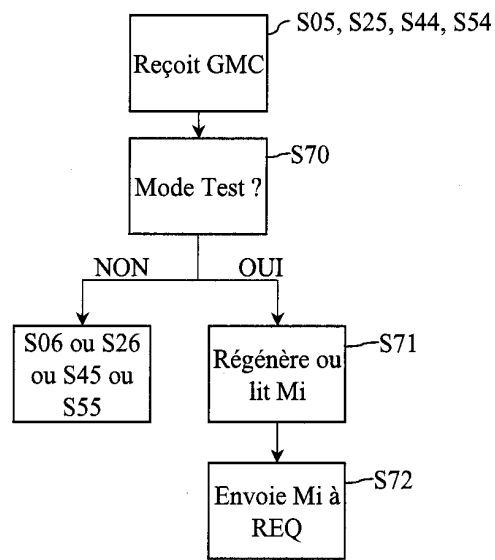 S05, S25, S44, S54
Reçoit GMC
S70
Mode Test ?
NON
OUI
S06 ou S26
ou S45 ou
S55
S71
Régénère ou
lit Mi
S72
Envoie Mi à
REQ